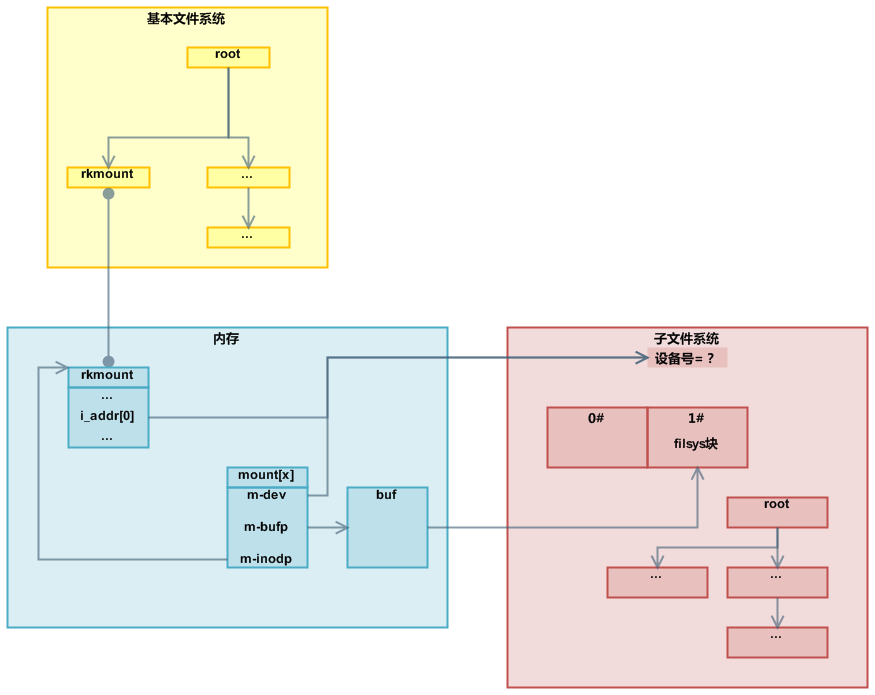 基本文件系统
root
rkmount
...
...
内存
rkmount
...
i_addr[0]
...
mount[x]
m-dev
m-bufp
m-inodp
buf
子文件系统
设备号= ?
0#
1#
filsys块
root
...
...
...